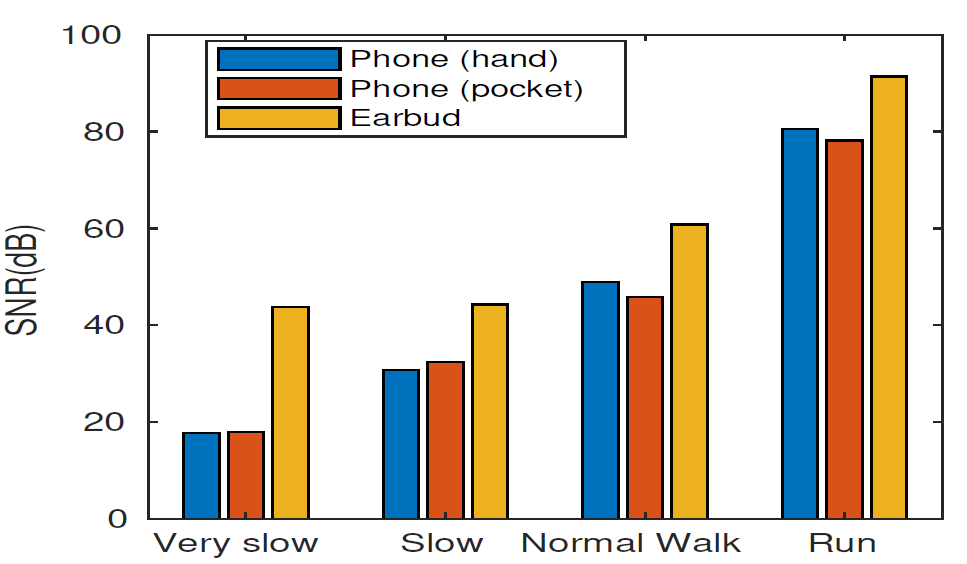 100
80
60
40
20
0
SNR(dB)
Phone (hand)
Phone (pocket)
Earbud
Very slow Slow Normal Walk Run